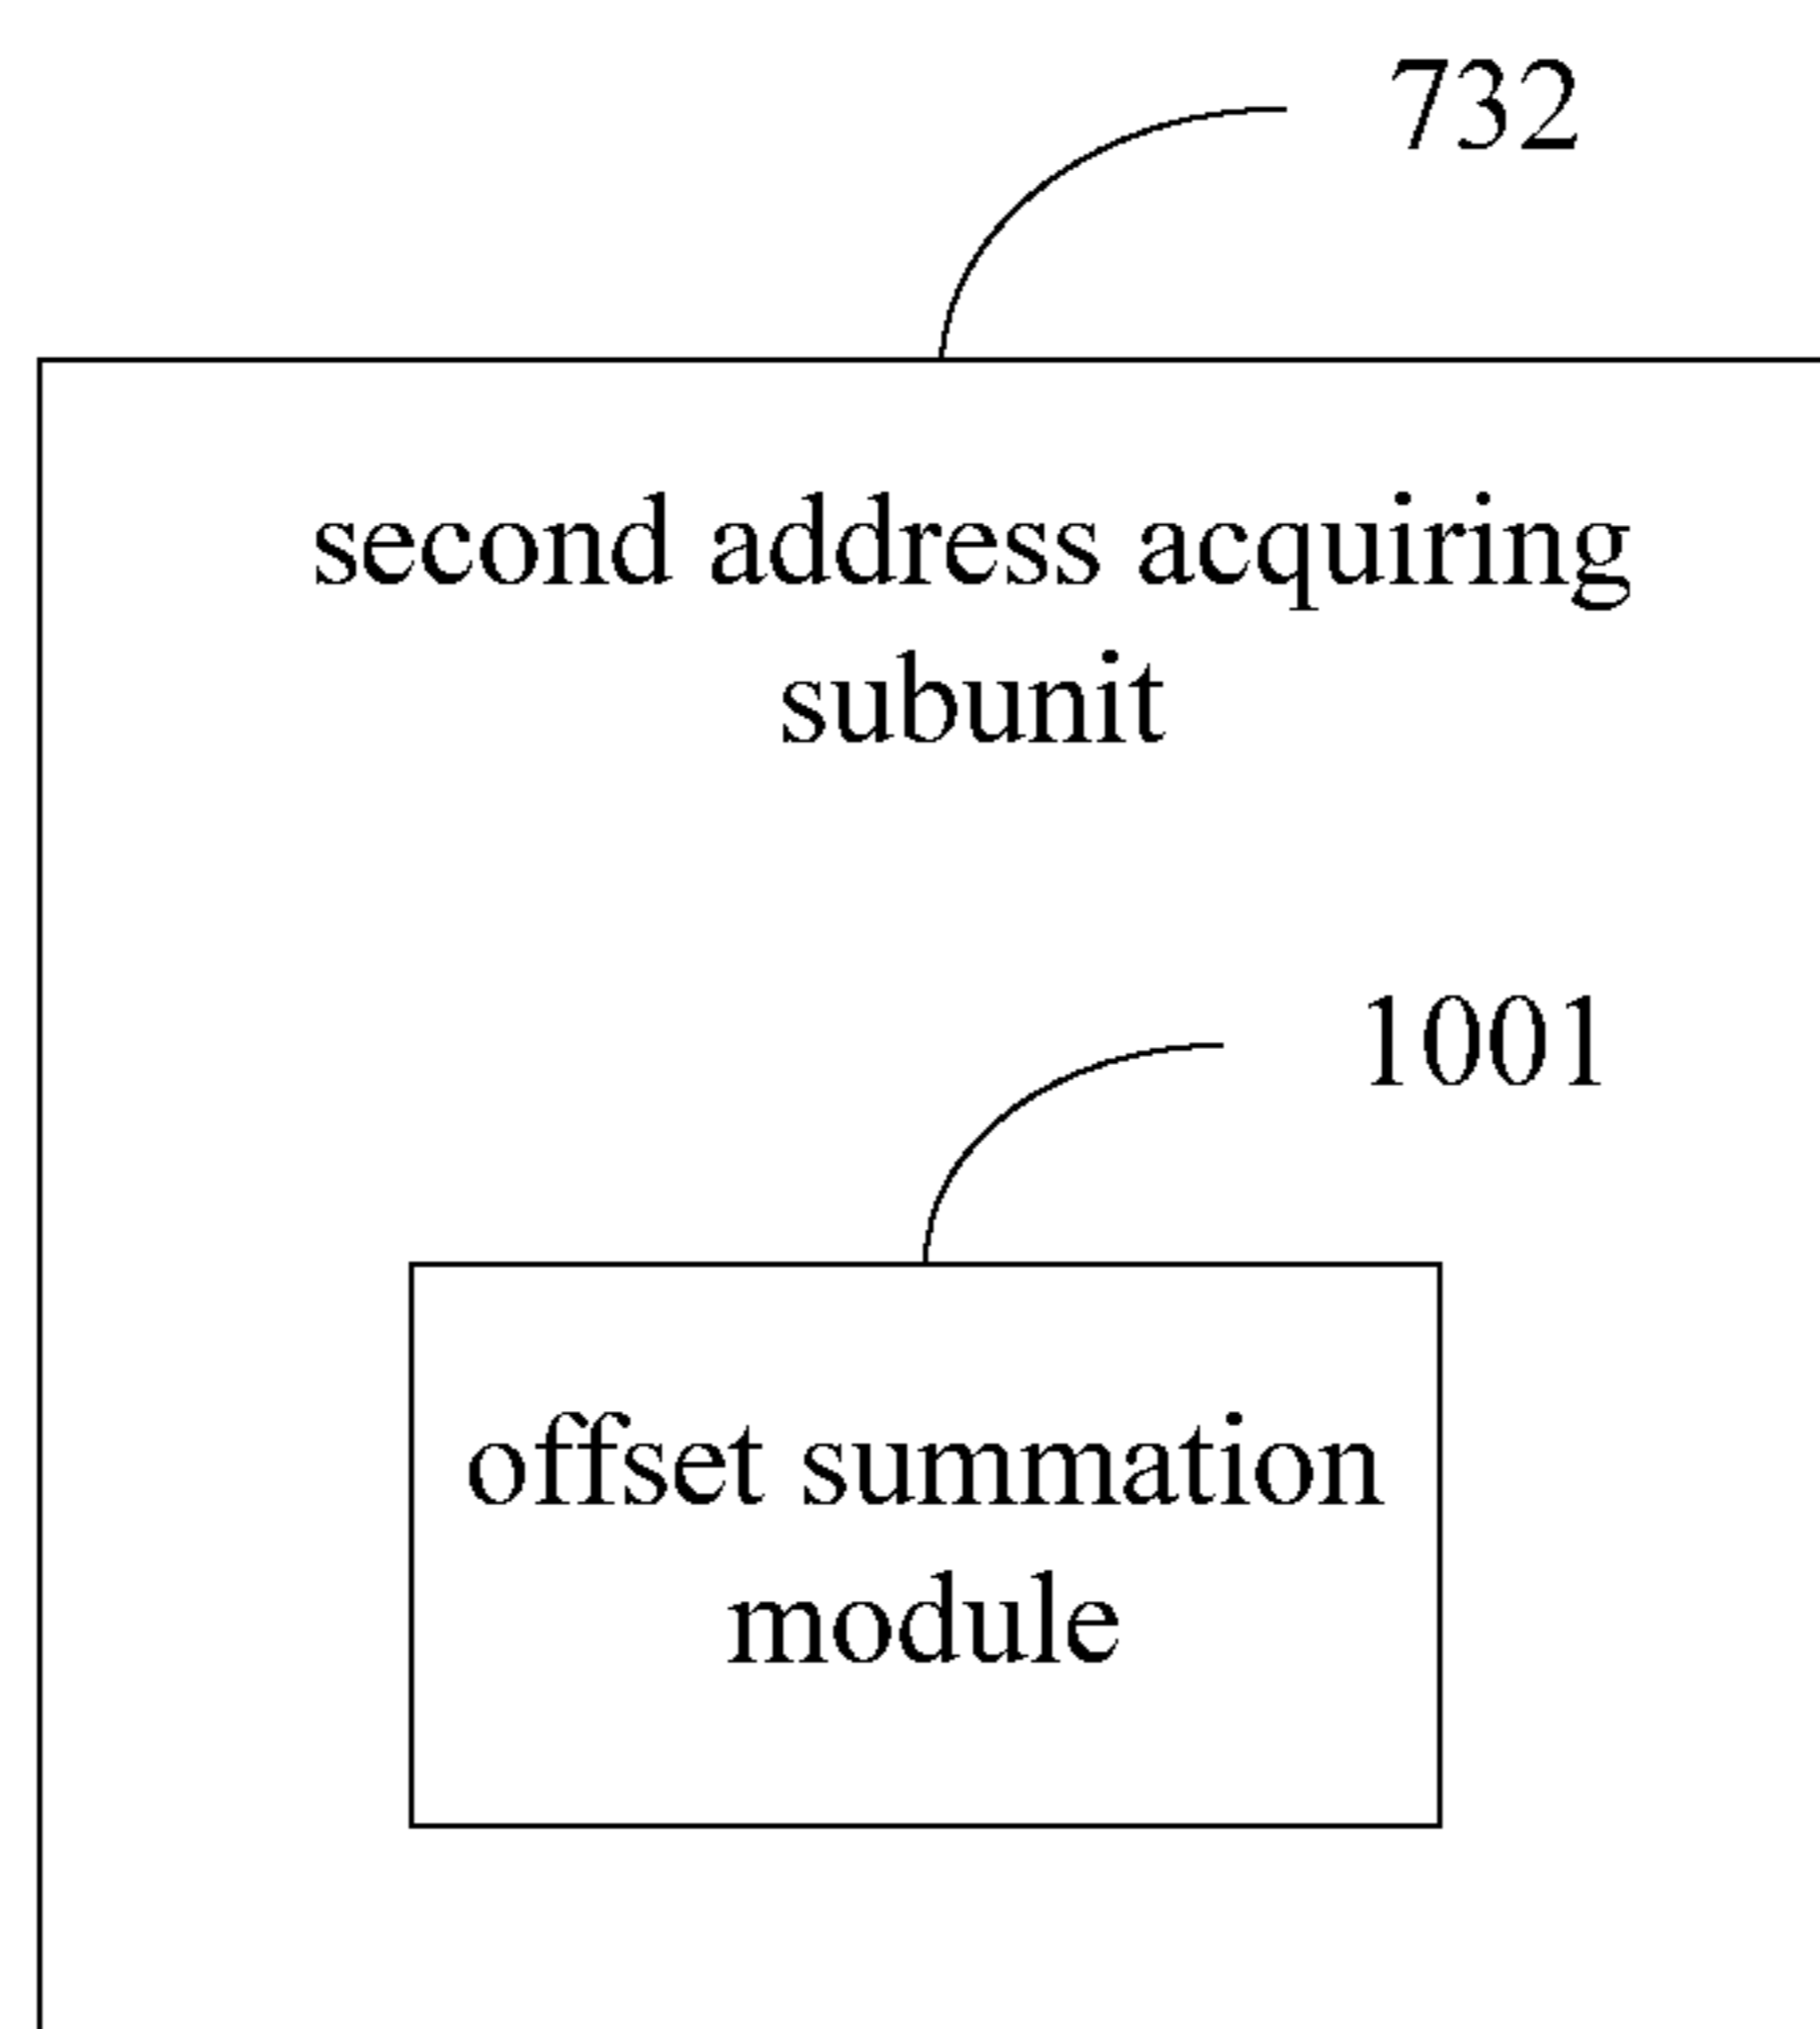 732
second address acquiring
subunit
1001
offset summation
module